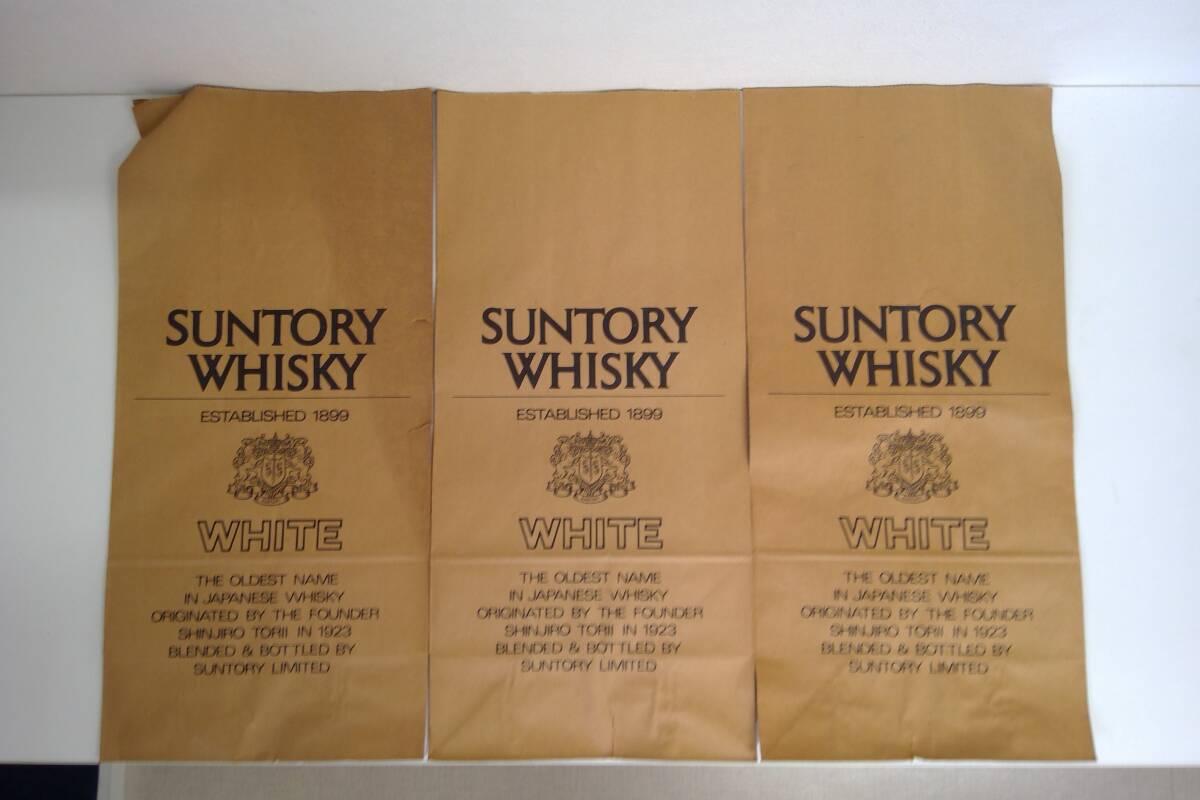 SUNTORY
WHISKY
ESTABLISHED 1899
WHITE
THE OLDEST NAME
IN JAPANESE WHISKY
ORIGINATED BY THE FOUNDER
SHINJIRO TORII IN 1923
BLENDED & BOTTLED BY
SUNTORY LIMITED
SUNTORY
WHISKY
ESTABLISHED 1899
WHITE
THE OLDEST NAME
IN JAPANESE WHISKY
ORIGINATED BY THE FOUNDER
SHINJIRO TORII IN 1923
BLENDED & BOTTLED BY
SUNTORY LIMITED
SUNTORY
WHISKY
ESTABLISHED 1899
WHITE
THE OLDEST NAME
IN JAPANESE WHISKY
ORIGINATED BY THE FOUNDER
SHINJIRO TORII IN 1923
BLENDED & BOTTLED BY
SUNTORY LIMITED